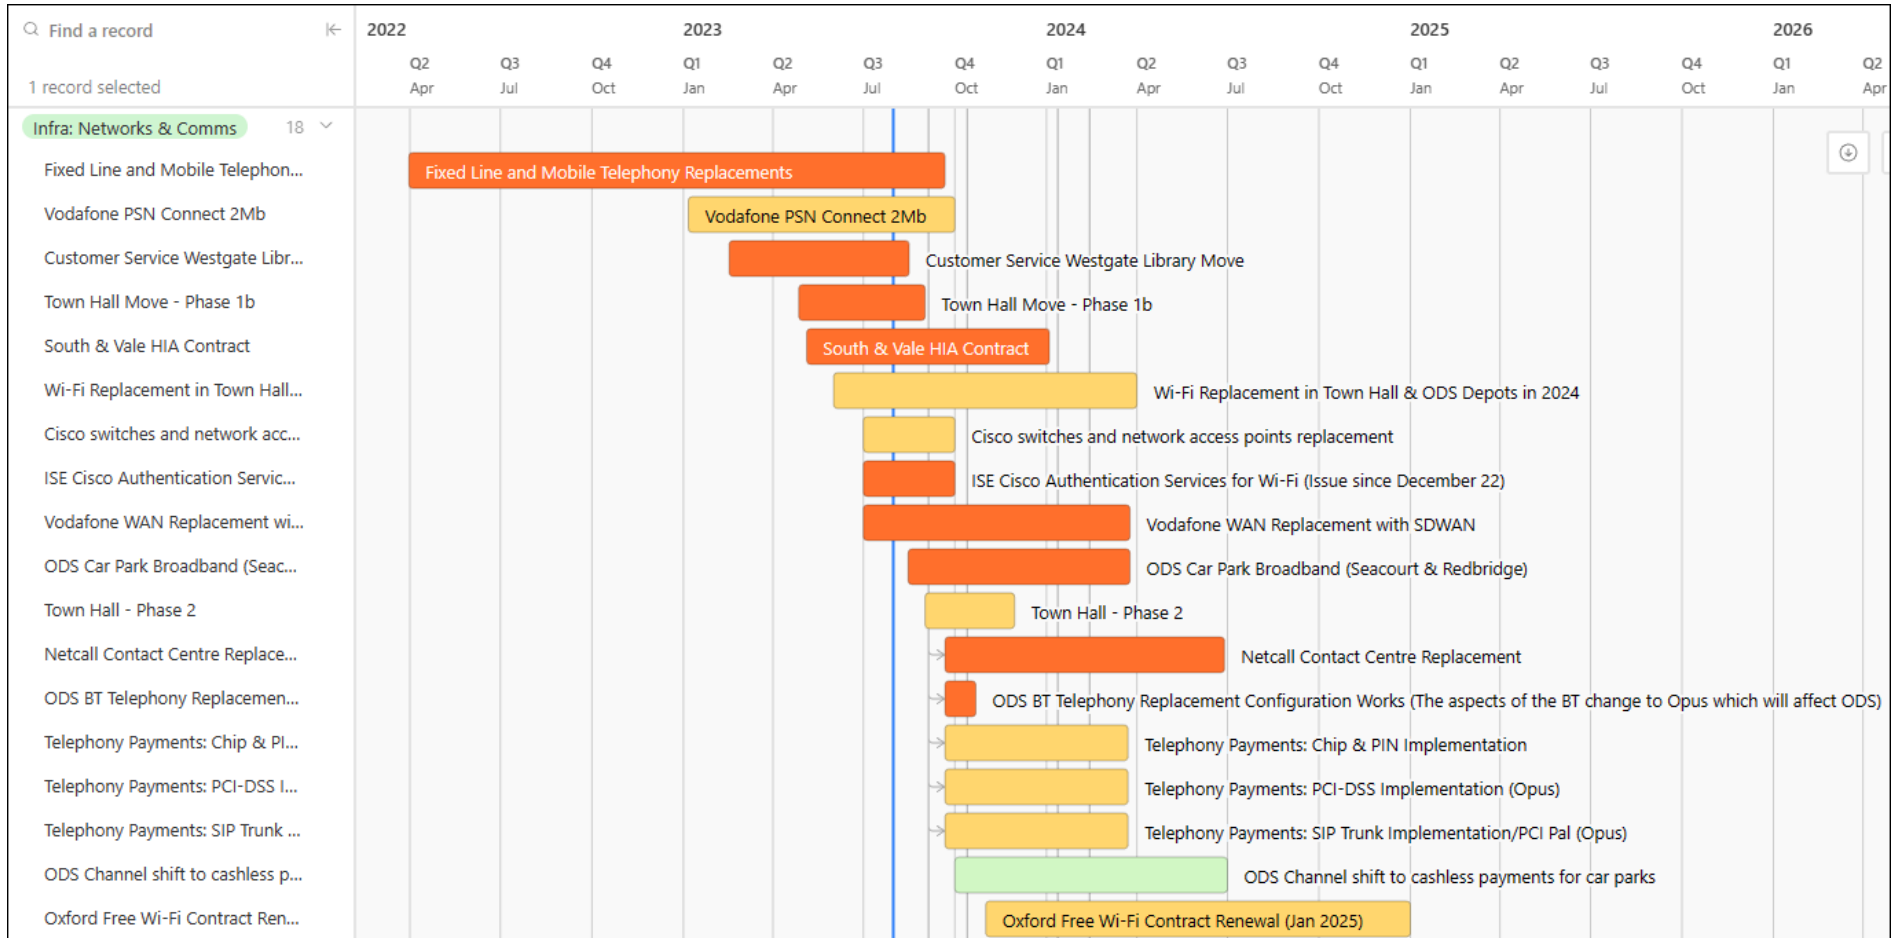 Find a record
1 record selected
2022 2023 2024 2025 2026
Q2 Q3 Q4 Q1 Q2 Q3 Q4 Q1 Q2 Q3 Q4 Q1 Q2 Q3 Q4 Q1 Q2
Apr Jul Oct Jan Apr Jul Oct Jan Apr Jul Oct Jan Apr Jul Oct Jan Apr
Infra: Networks & Comms 18
Fixed Line and Mobile Telephon... Fixed Line and Mobile Telephony Replacements
Vodafone PSN Connect 2Mb Vodafone PSN Connect 2Mb
Customer Service Westgate Libr... Customer Service Westgate Library Move
Town Hall Move - Phase 1b Town Hall Move - Phase 1b
South & Vale HIA Contract South & Vale HIA Contract
Wi-Fi Replacement in Town Hall... Wi-Fi Replacement in Town Hall & ODS Depots in 2024
Cisco switches and network acc... Cisco switches and network access points replacement
ISE Cisco Authentication Servic... ISE Cisco Authentication Services for Wi-Fi (Issue since December 22)
Vodafone WAN Replacement wi... Vodafone WAN Replacement with SDWAN
ODS Car Park Broadband (Seac... ODS Car Park Broadband (Seacourt & Redbridge)
Town Hall - Phase 2 Town Hall - Phase 2
Netcall Contact Centre Replace... Netcall Contact Centre Replacement
ODS BT Telephony Replacemen... ODS BT Telephony Replacement Configuration Works (The aspects of the BT change to Opus which will affect ODS)
Telephony Payments: Chip & PI... Telephony Payments: Chip & PIN Implementation
Telephony Payments: PCI-DSS I... Telephony Payments: PCI-DSS Implementation (Opus)
Telephony Payments: SIP Trunk ... Telephony Payments: SIP Trunk Implementation/PCI Pal (Opus)
ODS Channel shift to cashless p... ODS Channel shift to cashless payments for car parks
Oxford Free Wi-Fi Contract Ren... Oxford Free Wi-Fi Contract Renewal (Jan 2025)